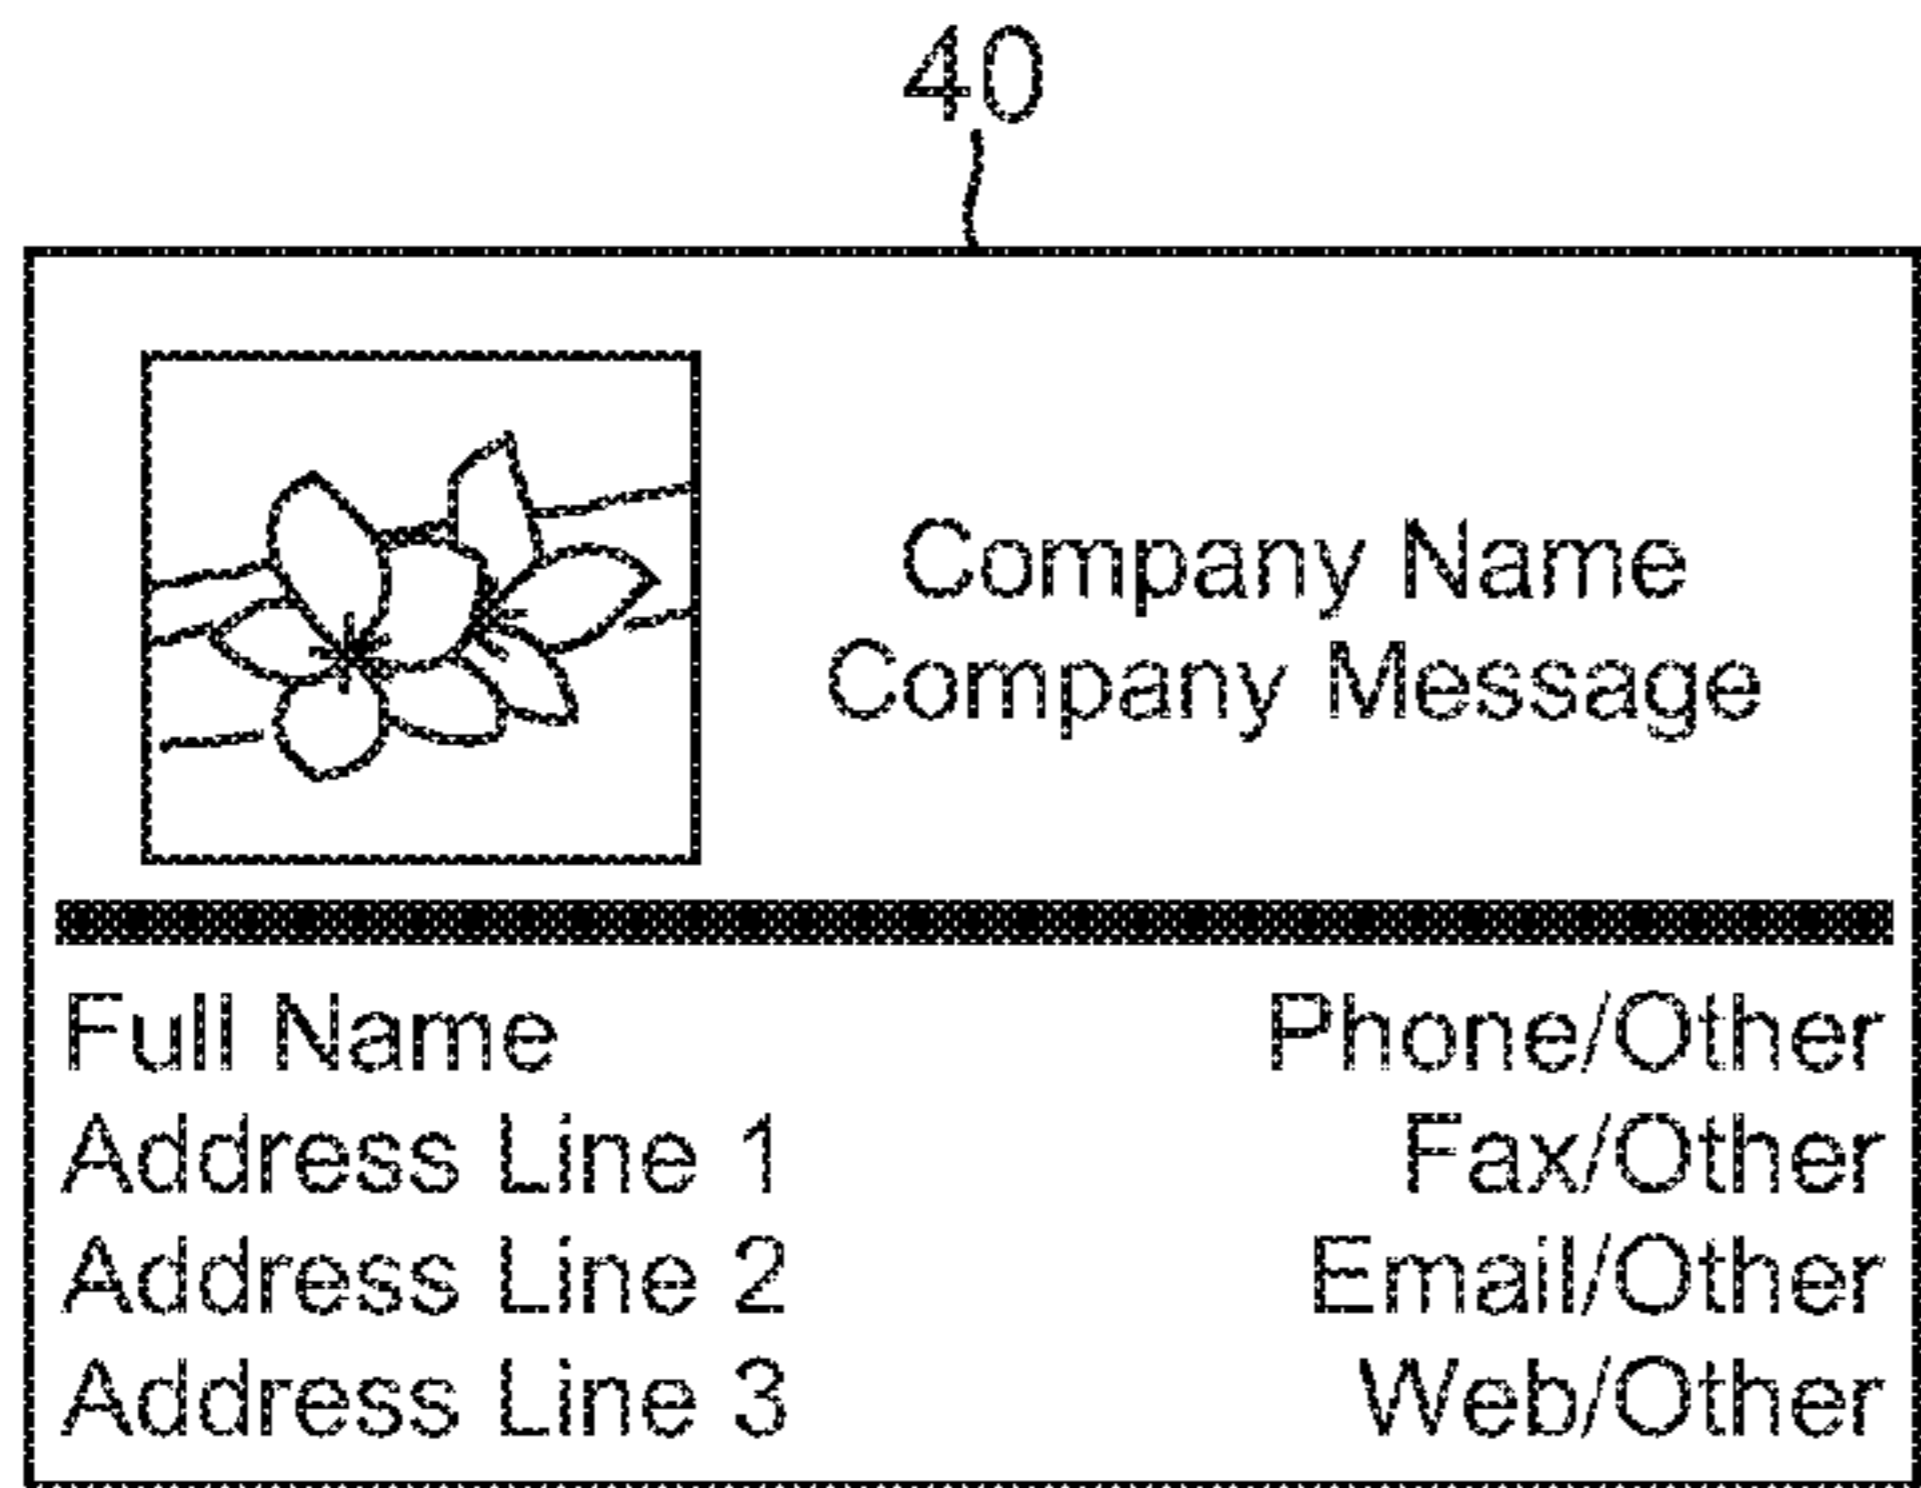 40
Company Name
Company Message
Full Name
Address Line 1
Address Line 2
Address Line 3
Phone/Other
Fax/Other
Email/Other
Web/Other